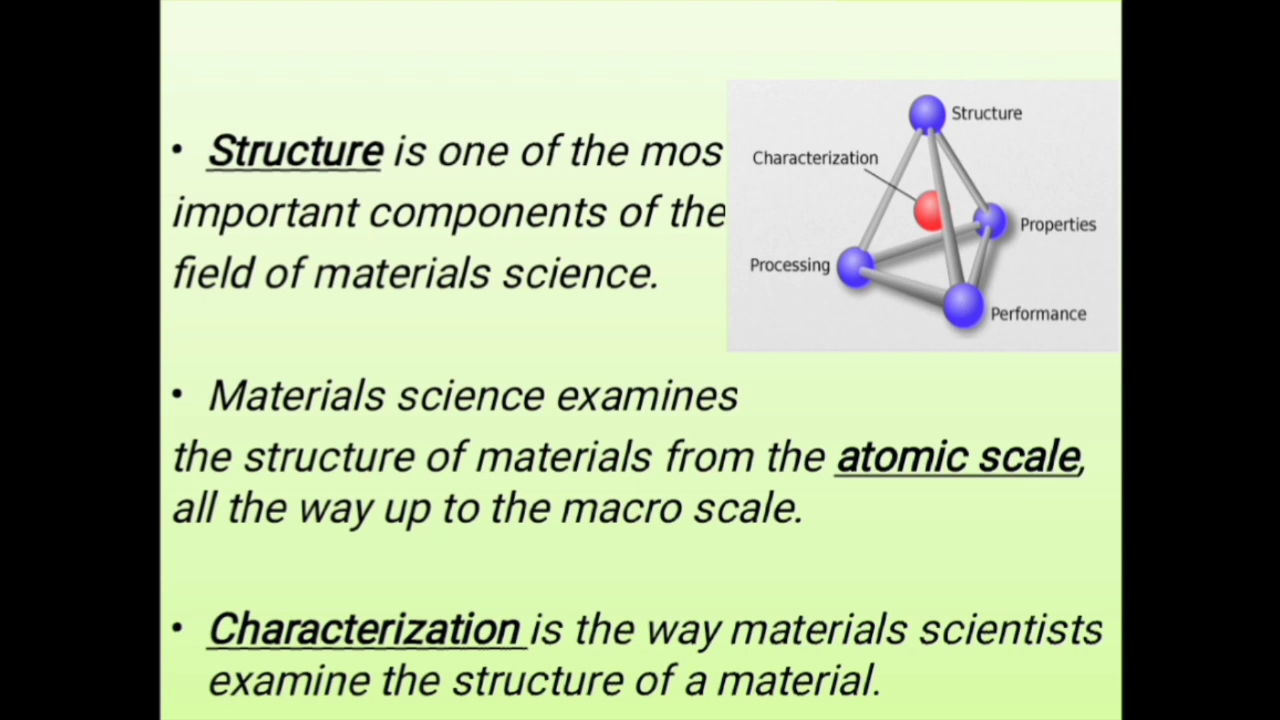 • Structure is one of the mos
important components of the
field of materials science.
Structure
Characterization
Properties
Processing
Performance
• Materials science examines
the structure of materials from the atomic scale,
all the way up to the macro scale.
• Characterization is the way materials scientists
examine the structure of a material.